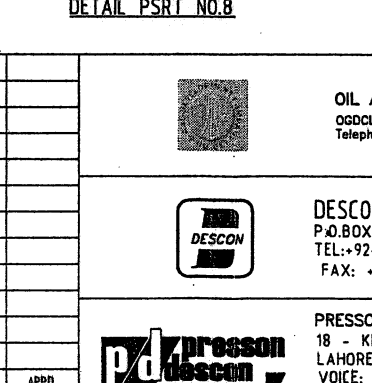 DETAIL PSRT NO.8
OIL
OGDCL
Teleph
DESCON
DESCO
P.O.BOX
TEL:+92-
FAX: +
PRESSO
18 - K
LAHORE
VOICE:
p/d presson
descon
APPD